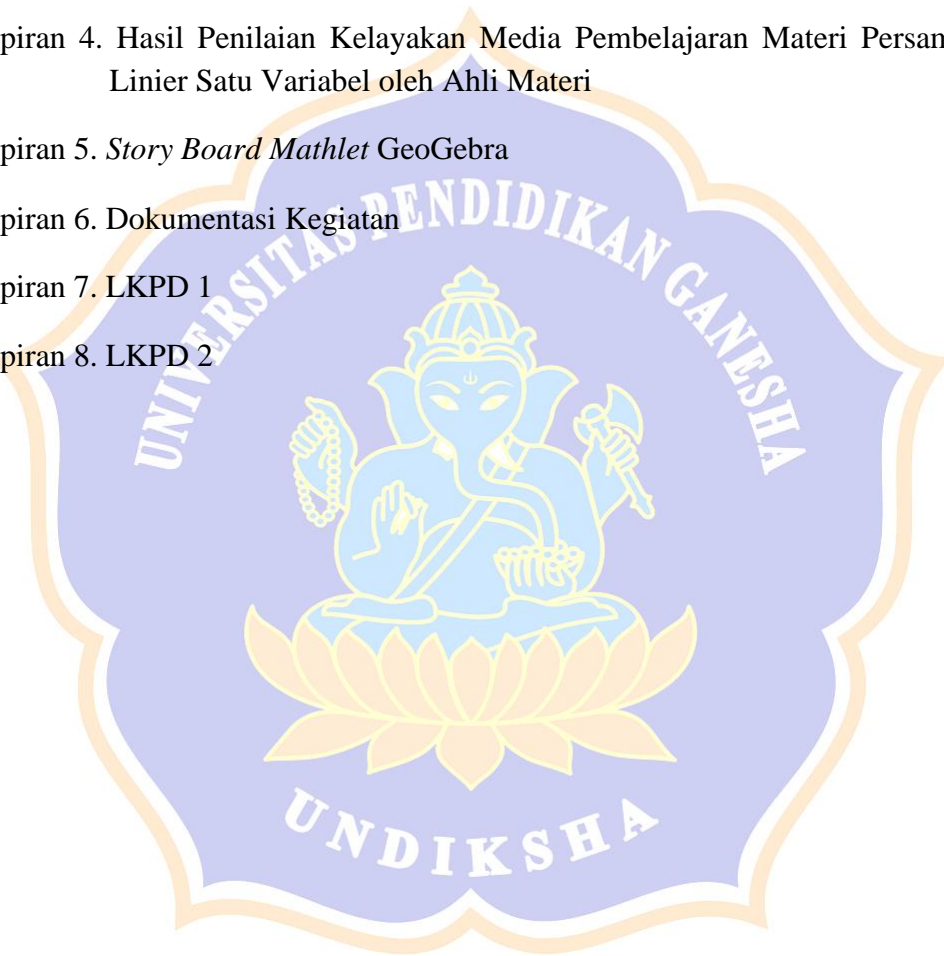 piran 4. Hasil Penilaian Kelayakan Media Pembelajaran Materi Persan
Linier Satu Variabel oleh Ahli Materi
piran 5. Story Board Mathlet GeoGebra
piran 6. Dokumentasi Kegiatan
piran 7. LKPD 1
piran 8. LKPD 2
UNIVERSITAS PENDIDIKAN GANESHA
UNDIKSHA